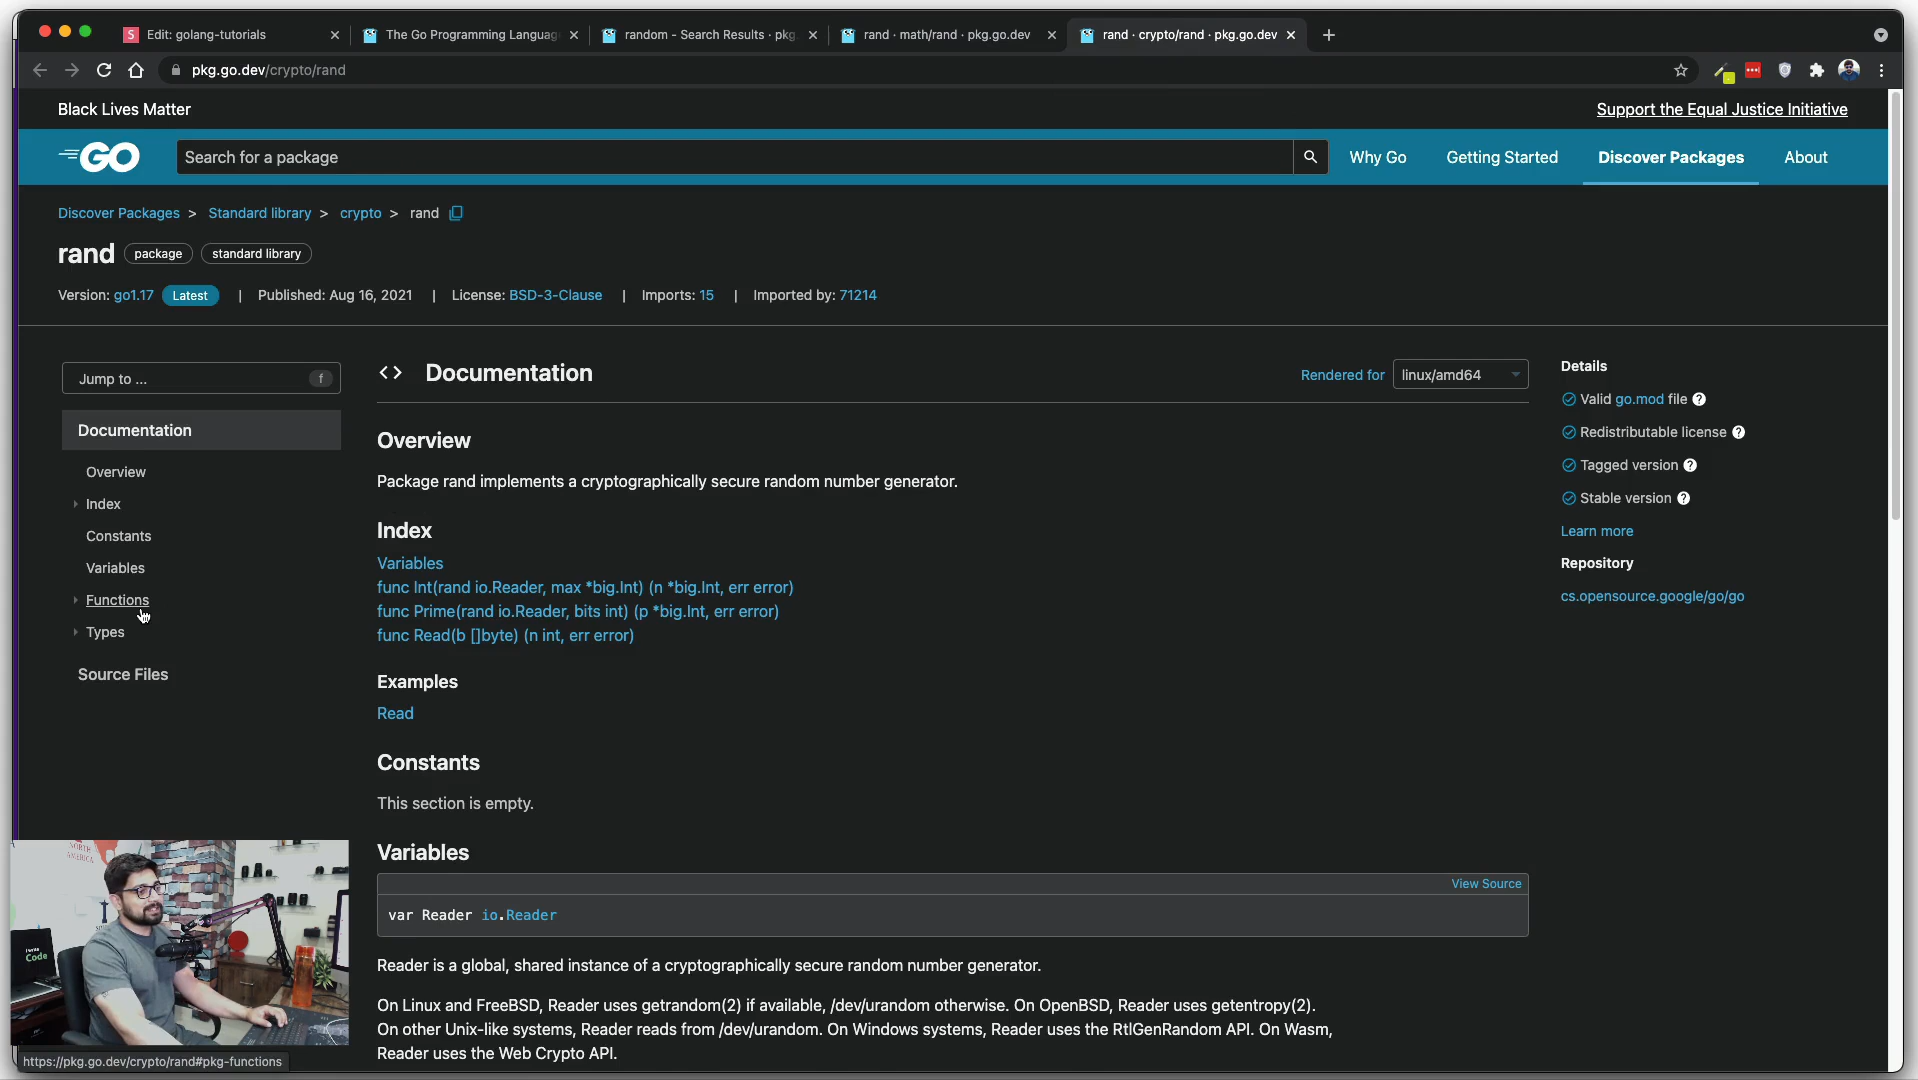 Edit: golang-tutorials
The Go Programming Languag
random - Search Results · pkg.
rand · math/rand · pkg.go.dev
rand · crypto/rand · pkg.go.dev
pkg.go.dev/crypto/rand
Black Lives Matter
Support the Equal Justice Initiative
GO
Search for a package
Why Go
Getting Started
Discover Packages
About
Discover Packages > Standard library > crypto > rand
rand package standard library
Version: go1.17 Latest | Published: Aug 16, 2021 | License: BSD-3-Clause | Imports: 15 | Imported by: 71214
Jump to ... f
Documentation
Overview
Index
Constants
Variables
Functions
Types
Source Files
<> Documentation
Rendered for linux/amd64
Overview
Package rand implements a cryptographically secure random number generator.
Index
Variables
func Int(rand io.Reader, max *big.Int) (n *big.Int, err error)
func Prime(rand io.Reader, bits int) (p *big.Int, err error)
func Read(b []byte) (n int, err error)
Examples
Read
Constants
This section is empty.
Variables
View Source
var Reader io.Reader
Reader is a global, shared instance of a cryptographically secure random number generator.
On Linux and FreeBSD, Reader uses getrandom(2) if available, /dev/urandom otherwise. On OpenBSD, Reader uses getentropy(2).
On other Unix-like systems, Reader reads from /dev/urandom. On Windows systems, Reader uses the RtlGenRandom API. On Wasm,
Reader uses the Web Crypto API.
Details
Valid go.mod file
Redistributable license
Tagged version
Stable version
Learn more
Repository
cs.opensource.google/go/go
NORTH
AMERICA
I Write
Code
https://pkg.go.dev/crypto/rand#pkg-functions